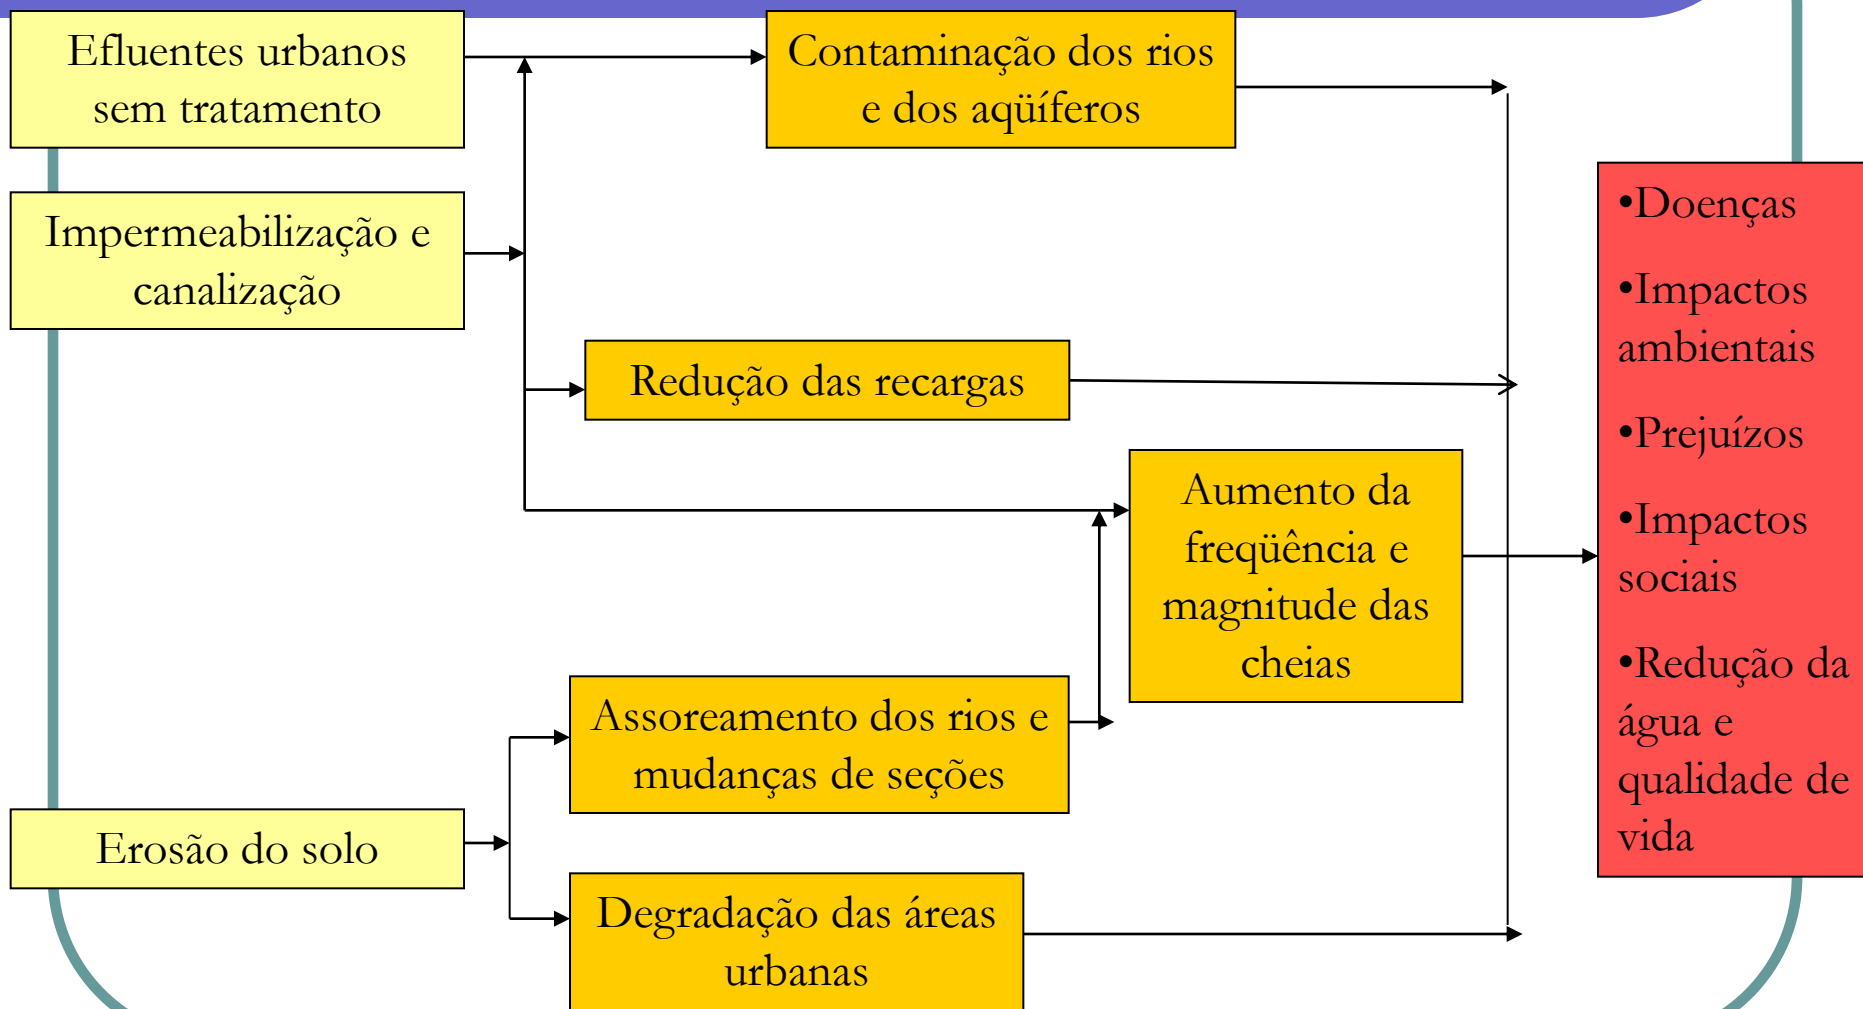 Efluentes urbanos
sem tratamento
Contaminação dos rios
e dos aqüíferos
Impermeabilização e
canalização
Redução das recargas
Aumento da
freqüência e
magnitude das
cheias
Assoreamento dos rios e
mudanças de seções
Erosão do solo
Degradação das áreas
urbanas
•Doenças
•Impactos
ambientais
•Prejuízos
•Impactos
sociais
•Redução da
água e
qualidade de
vida